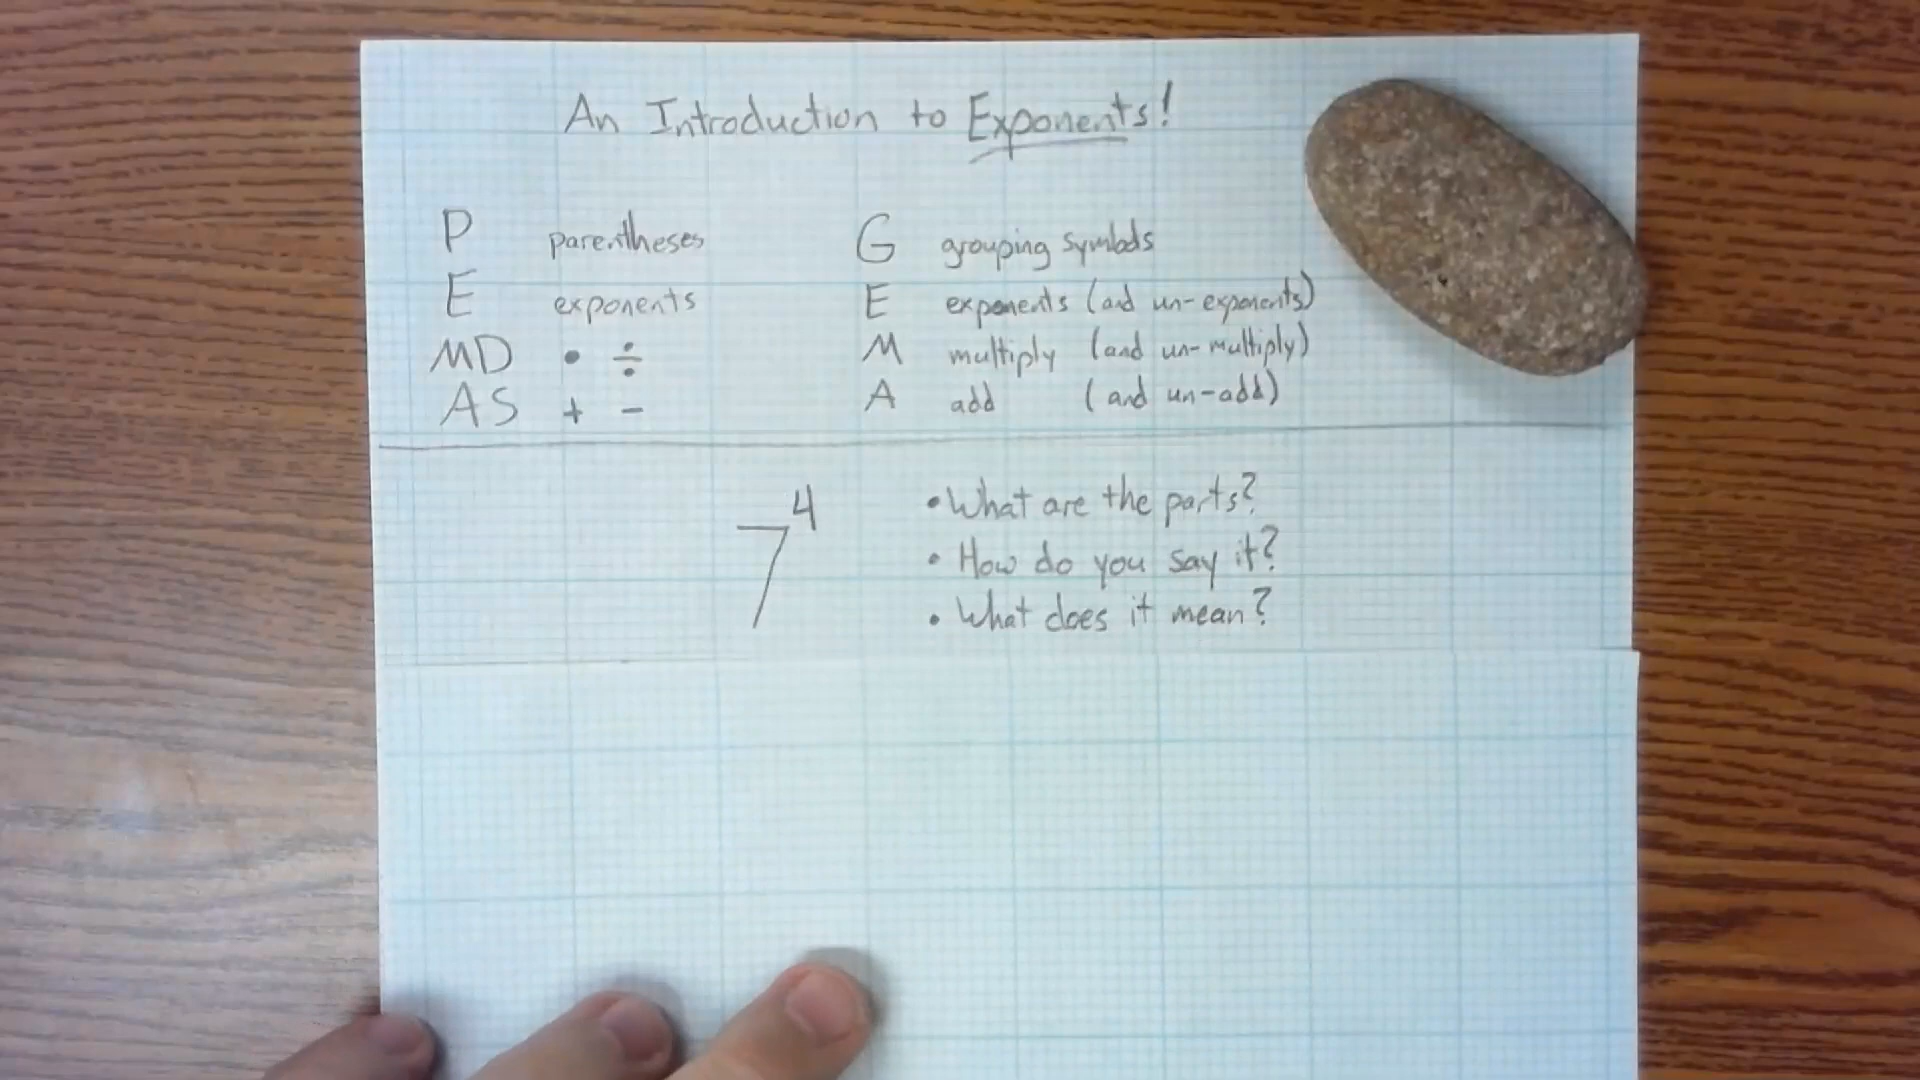 An Introduction to Exponents!
P parentheses
E exponents
MD • ÷
AS + -
G grouping symbols
E exponents (and un-exponents)
M multiply (and un-multiply)
A add (and un-add)
7⁴
• What are the parts?
• How do you say it?
• What does it mean?